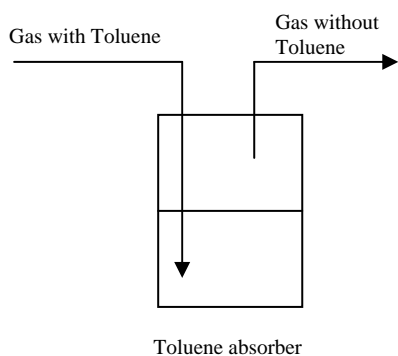 Gas with Toluene
Gas without
Toluene
Toluene absorber